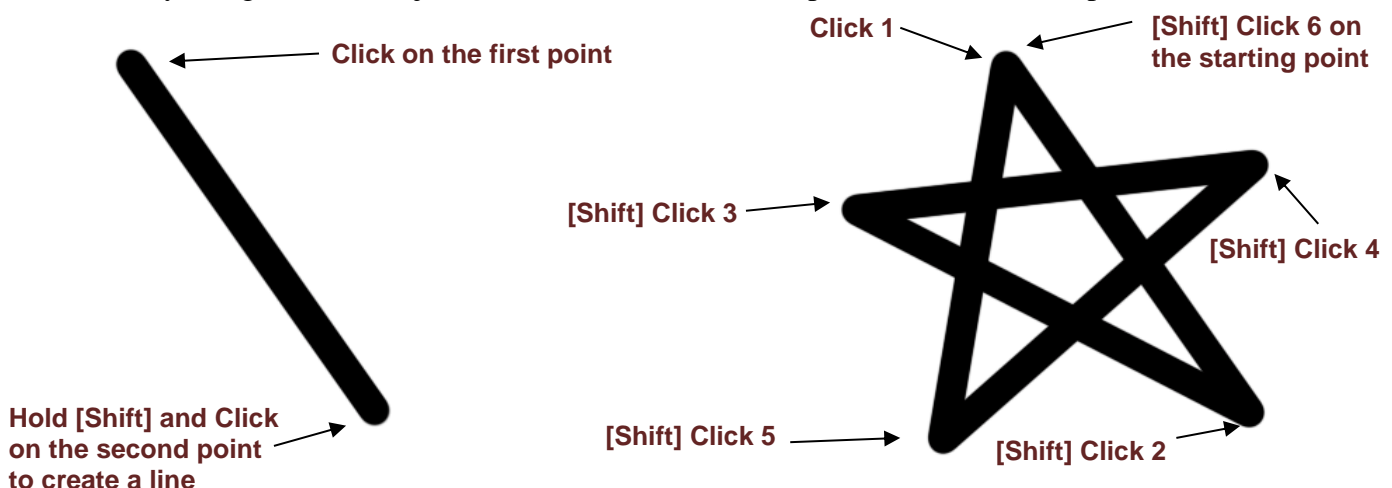 Click on the first point
Hold [Shift] and Click
on the second point
to create a line
Click 1
[Shift] Click 6 on
the starting point
[Shift] Click 3
[Shift] Click 4
[Shift] Click 5
[Shift] Click 2